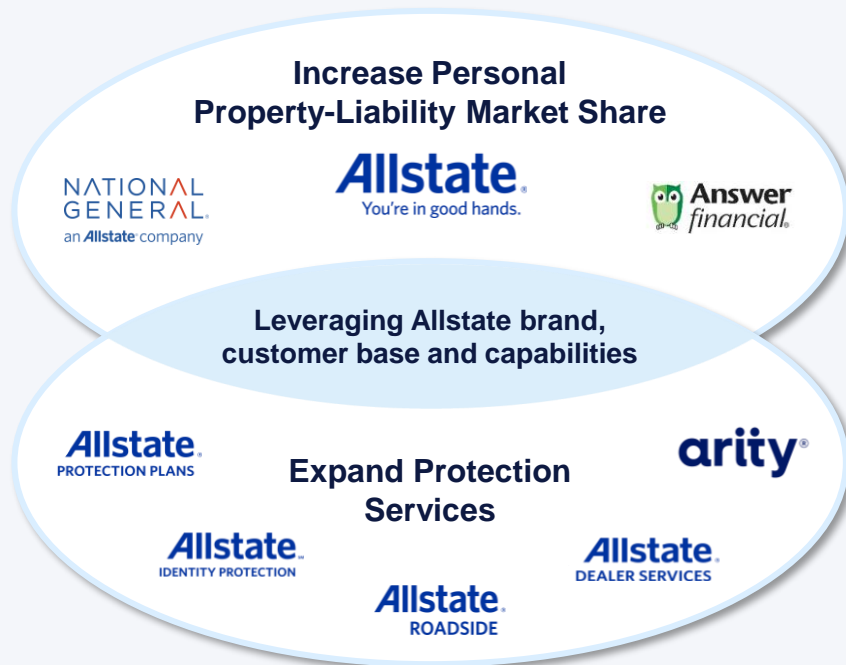 Increase Personal
Property-Liability Market Share
NATIONAL
GENERAL®
an Allstate® company
Allstate®
You're in good hands.
Answer
financial®
Leveraging Allstate brand,
customer base and capabilities
Allstate®
PROTECTION PLANS
arity®
Expand Protection
Services
Allstate℠
IDENTITY PROTECTION
Allstate®
DEALER SERVICES
Allstate®
ROADSIDE